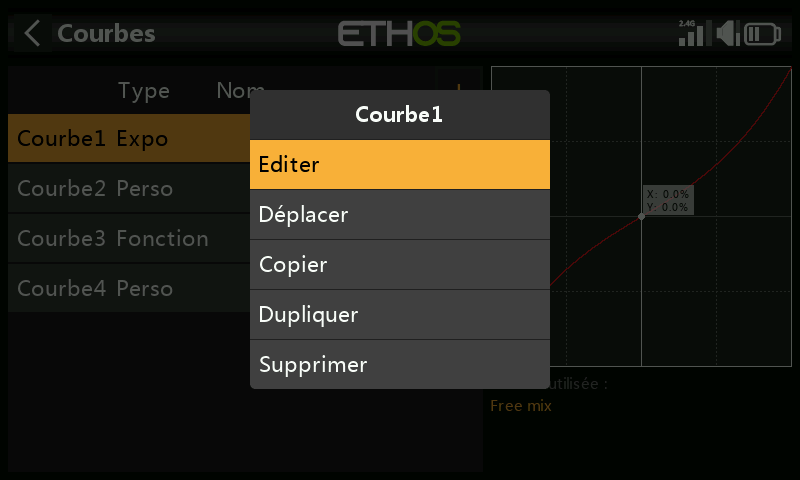 Courbes
ETHOS
2.4G
Type Nom
Courbe1
Courbe1 Expo
Editer
Courbe2 Perso
Déplacer
X: 0.0%
Y: 0.0%
Courbe3 Fonction
Copier
Courbe4 Perso
Dupliquer
Supprimer
utilisée :
Free mix